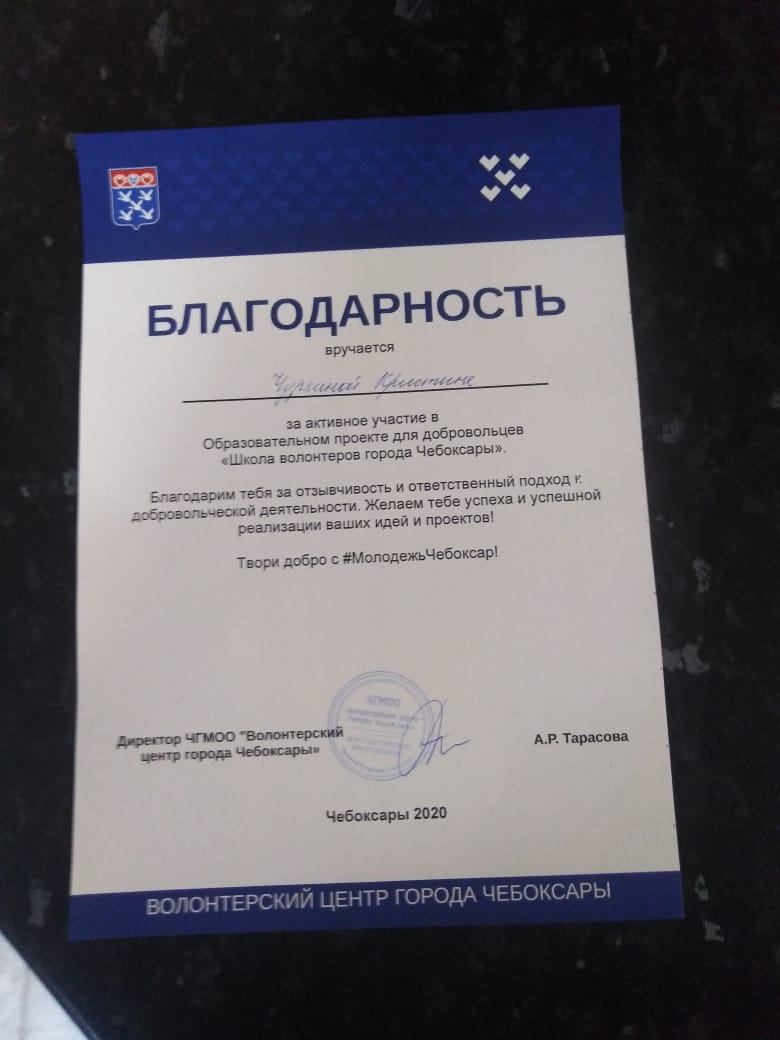 БЛАГОДАРНОСТЬ
вручается
Кристине
за активное участие в
Образовательном проекте для добровольцев
«Школа волонтеров города Чебоксары».
Благодарим тебя за отзывчивость и ответственный подход к
добровольческой деятельности. Желаем тебе успеха и успешной
реализации ваших идей и проектов!
Твори добро с #МолодежьЧебоксар!
ЧГМОО
Директор ЧГМОО "Волонтерский
центр города Чебоксары»
А.Р. Тарасова
Чебоксары 2020
ВОЛОНТЕРСКИЙ ЦЕНТР ГОРОДА ЧЕБОКСАРЫ